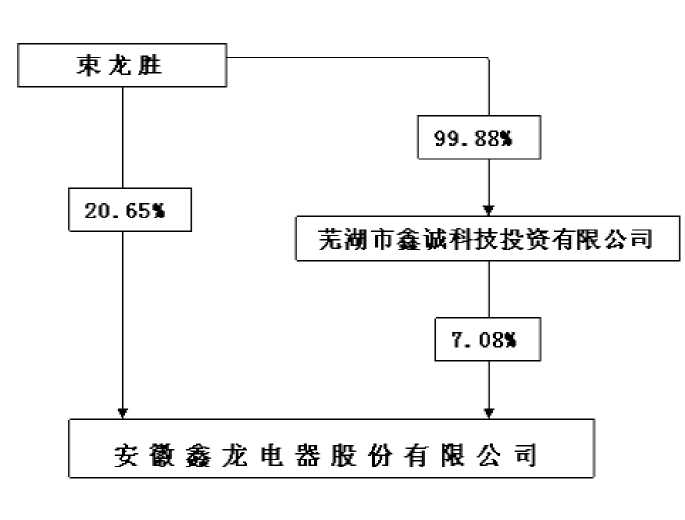 束龙胜
99.88%
20.65%
芜湖市鑫诚科技投资有限公司
7.08%
安徽鑫龙电器股份有限公司